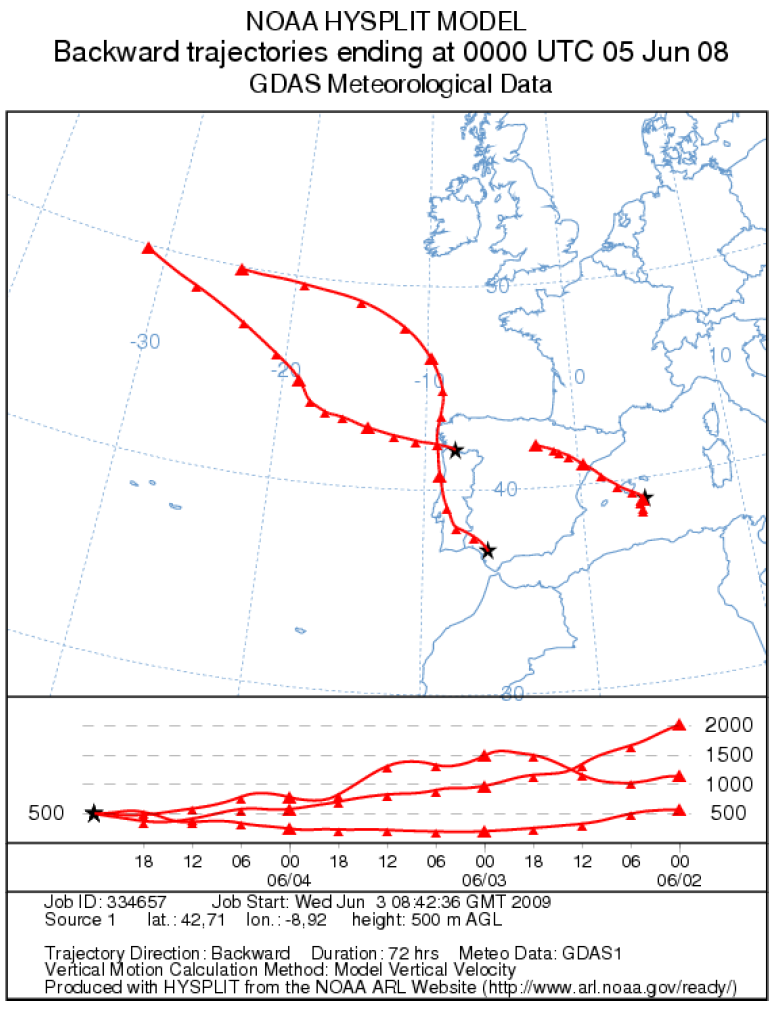 NOAA HYSPLIT MODEL
Backward trajectories ending at 0000 UTC 05 Jun 08
GDAS Meteorological Data
50
-30
-20
-10
10
0
40
30
2000
1500
1000
500 500
18 12 06 00 18 12 06 00 18 12 06 00
06/04 06/03 06/02
Job ID: 334657 Job Start: Wed Jun 3 08:42:36 GMT 2009
Source 1 lat.: 42,71 lon.: -8,92 height: 500 m AGL
Trajectory Direction: Backward Duration: 72 hrs Meteo Data: GDAS1
Vertical Motion Calculation Method: Model Vertical Velocity
Produced with HYSPLIT from the NOAA ARL Website (http://www.arl.noaa.gov/ready/)